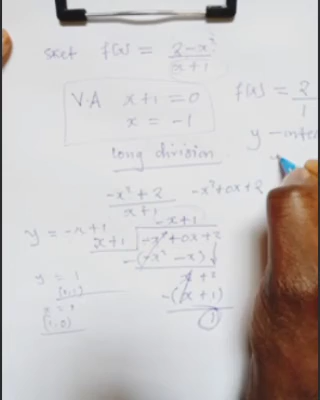 sket f(x) = 2-x²
x+1
V.A x+1 = 0
x = -1
f(x) = 2
1
y-inte
long division
-x²+2
x+1
-x²+0x+2
y = -x+1
-x+1
x+1 -x²+0x+2
-(-x²-x)
x+2
-(x+1)
1
y = 1
(0,1)
(1,0)